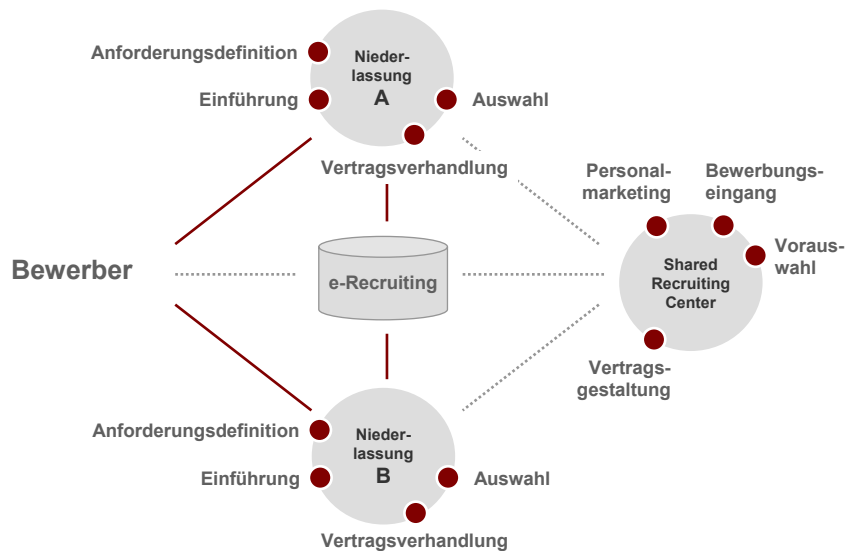 Anforderungsdefinition
Nieder-
lassung
A
Einführung
Auswahl
Vertragsverhandlung
Personal-
marketing
Bewerbungs-
eingang
Voraus-
wahl
Shared
Recruiting
Center
Vertrags-
gestaltung
Bewerber
e-Recruiting
Anforderungsdefinition
Nieder-
lassung
B
Einführung
Auswahl
Vertragsverhandlung